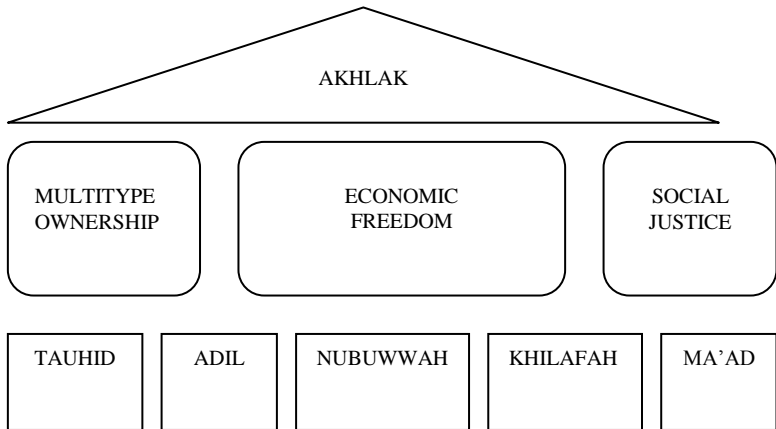 AKHLAK
MULTITYPE
OWNERSHIP
ECONOMIC
FREEDOM
SOCIAL
JUSTICE
TAUHID
ADIL
NUBUWWAH
KHILAFAH
MA’AD